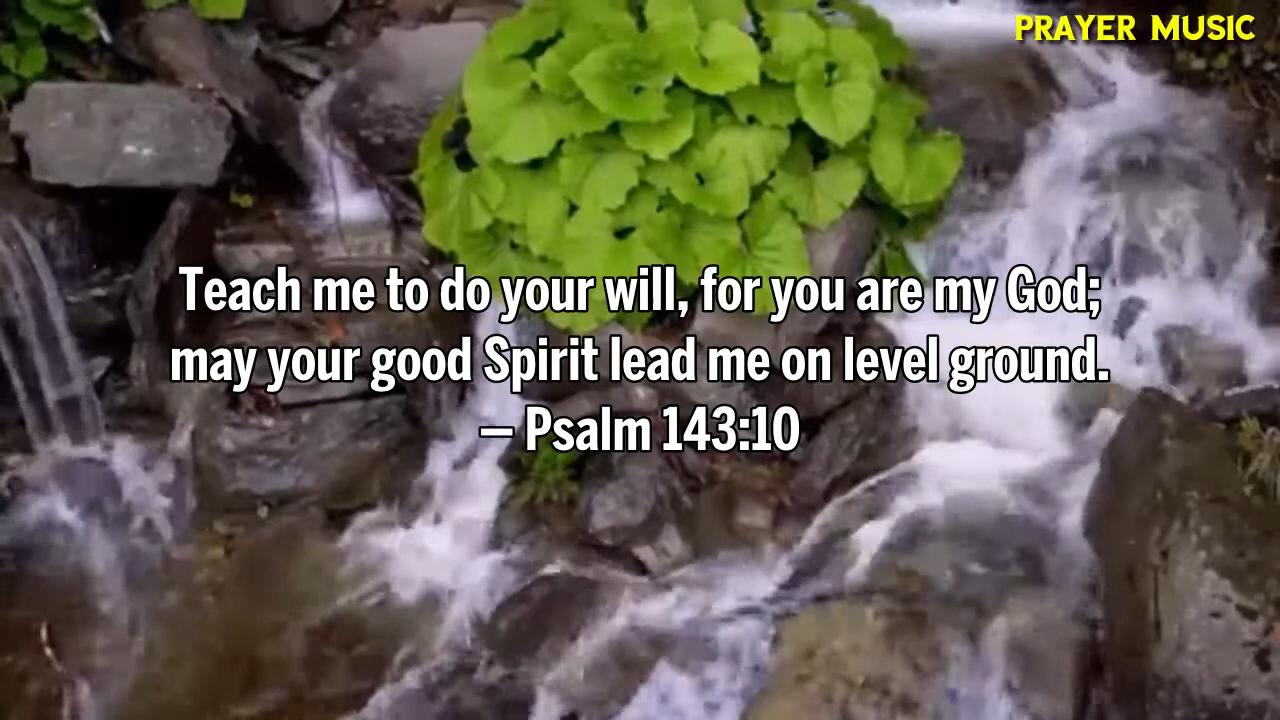 PRAYER MUSIC
Teach me to do your will, for you are my God;
may your good Spirit lead me on level ground.
– Psalm 143:10